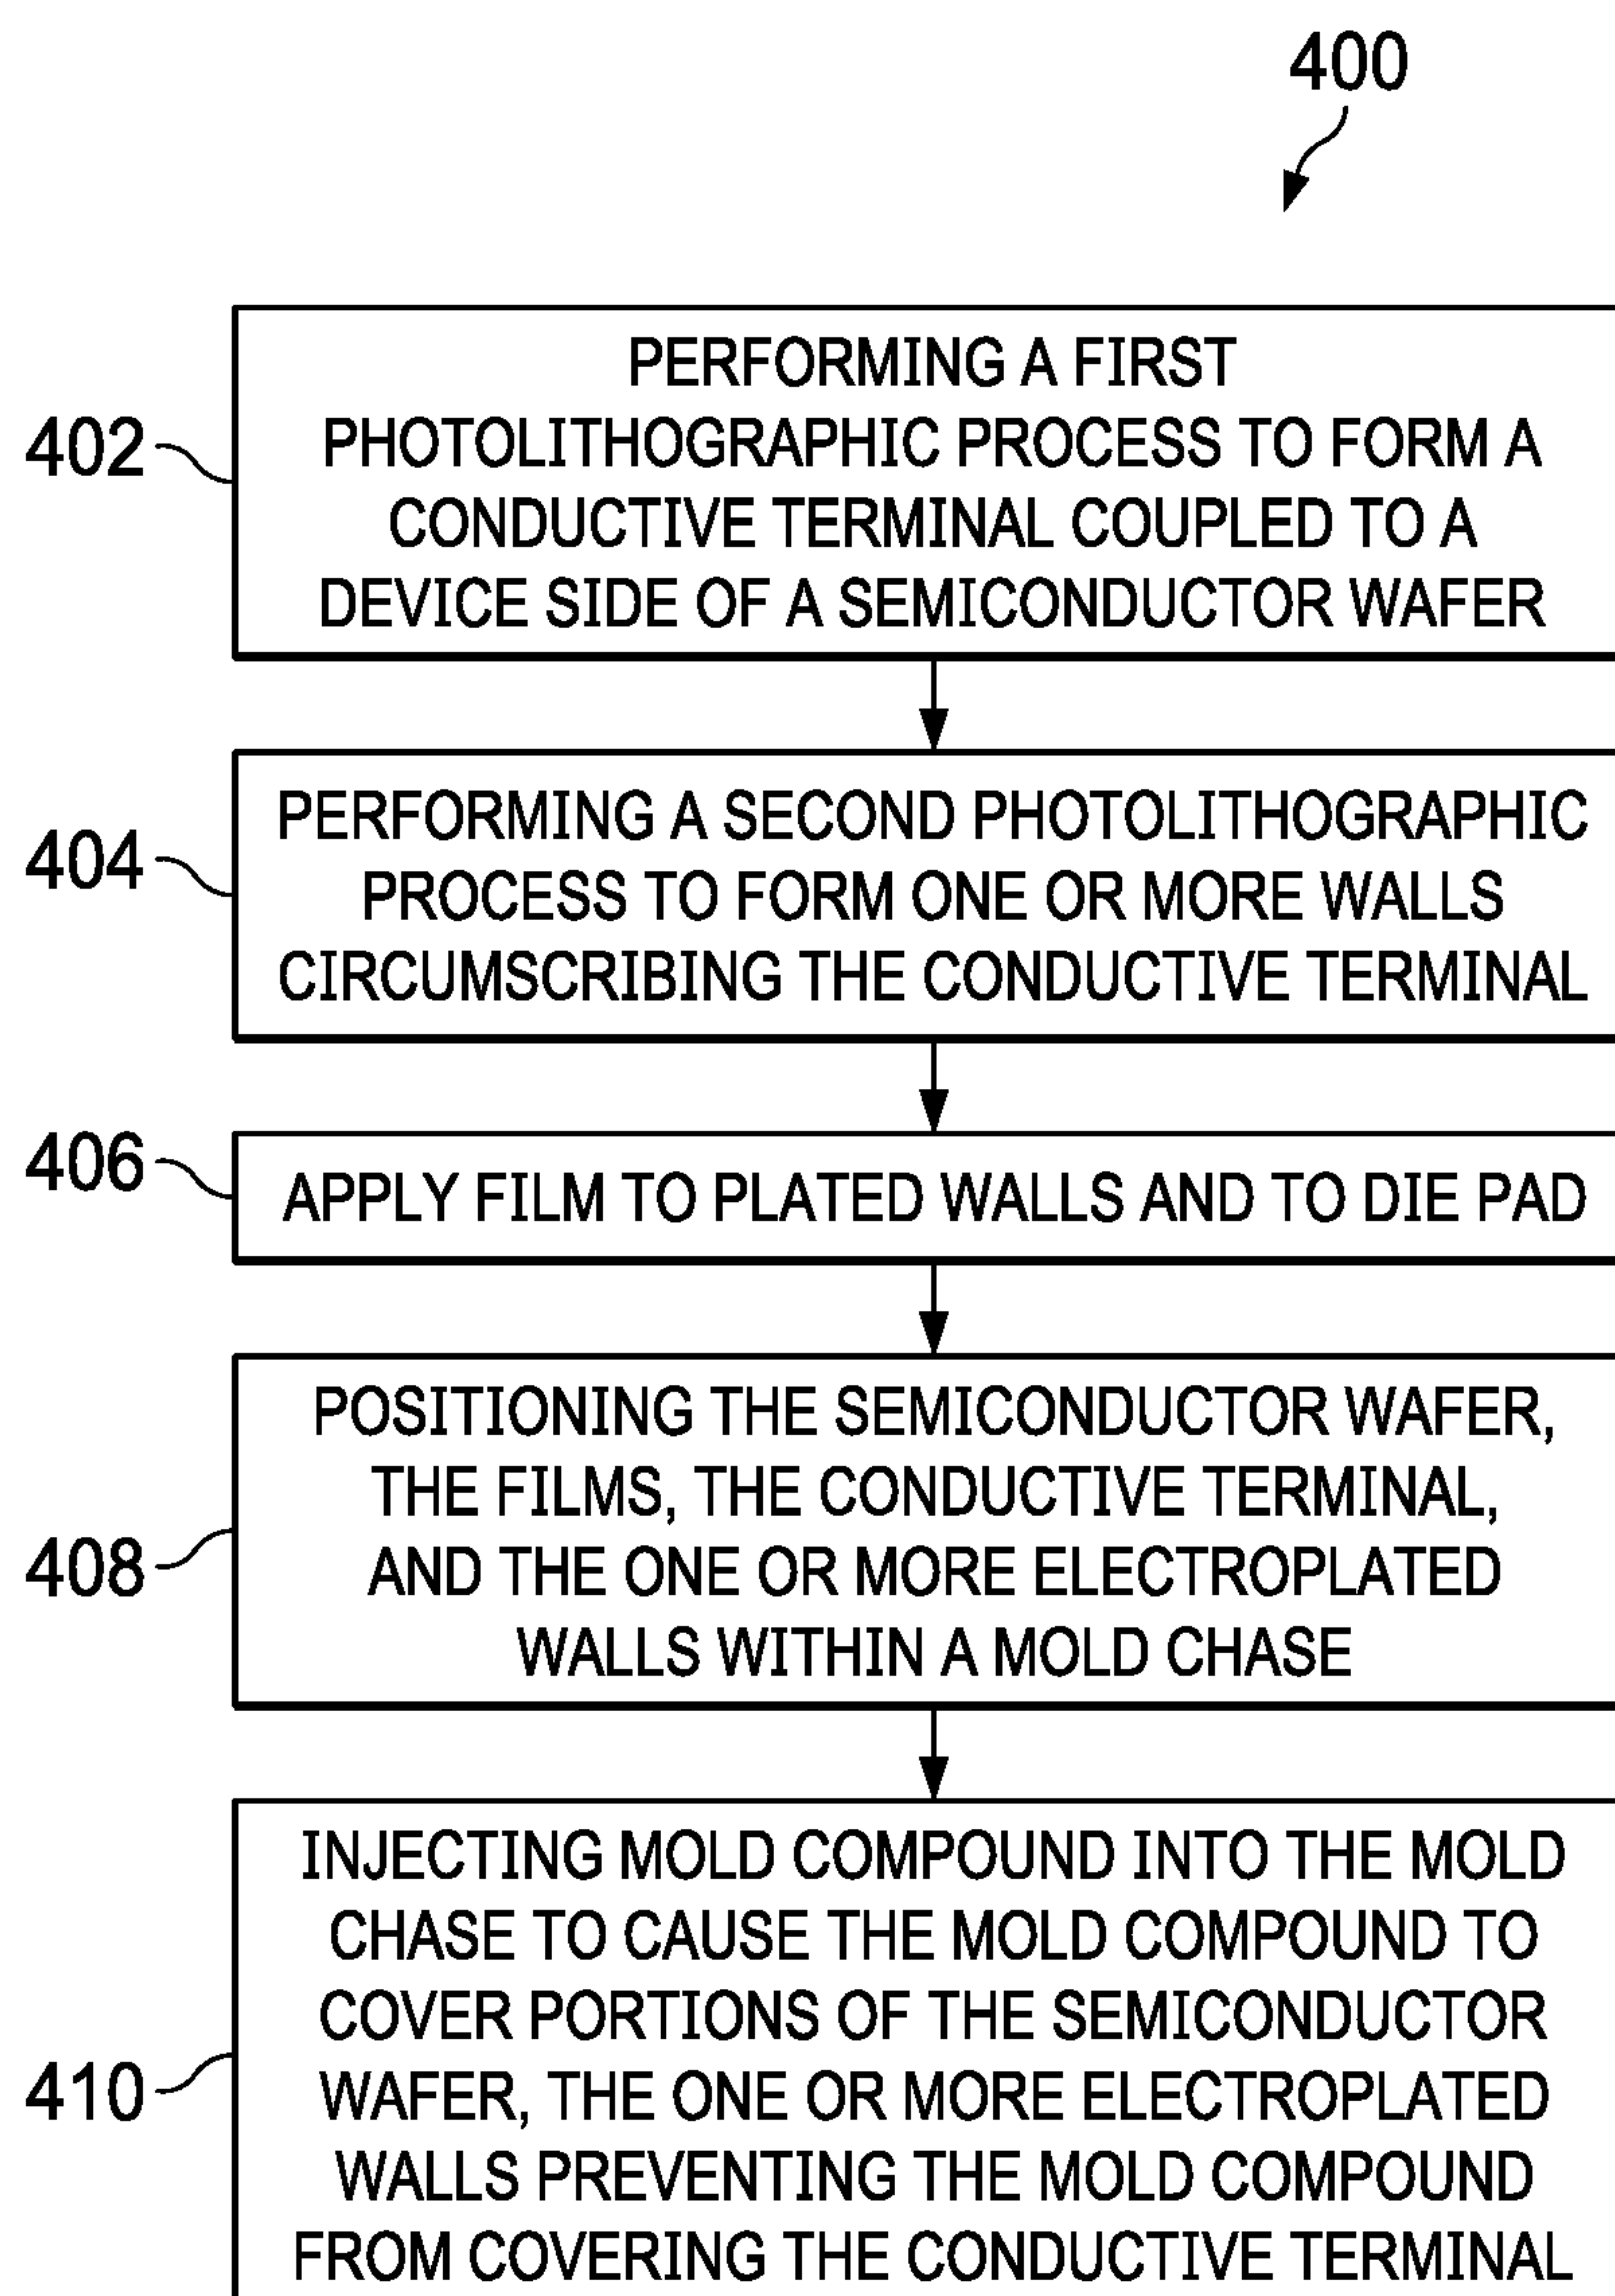 400
402
PERFORMING A FIRST
PHOTOLITHOGRAPHIC PROCESS TO FORM A
CONDUCTIVE TERMINAL COUPLED TO A
DEVICE SIDE OF A SEMICONDUCTOR WAFER
404
PERFORMING A SECOND PHOTOLITHOGRAPHIC
PROCESS TO FORM ONE OR MORE WALLS
CIRCUMSCRIBING THE CONDUCTIVE TERMINAL
406
APPLY FILM TO PLATED WALLS AND TO DIE PAD
408
POSITIONING THE SEMICONDUCTOR WAFER,
THE FILMS, THE CONDUCTIVE TERMINAL,
AND THE ONE OR MORE ELECTROPLATED
WALLS WITHIN A MOLD CHASE
410
INJECTING MOLD COMPOUND INTO THE MOLD
CHASE TO CAUSE THE MOLD COMPOUND TO
COVER PORTIONS OF THE SEMICONDUCTOR
WAFER, THE ONE OR MORE ELECTROPLATED
WALLS PREVENTING THE MOLD COMPOUND
FROM COVERING THE CONDUCTIVE TERMINAL